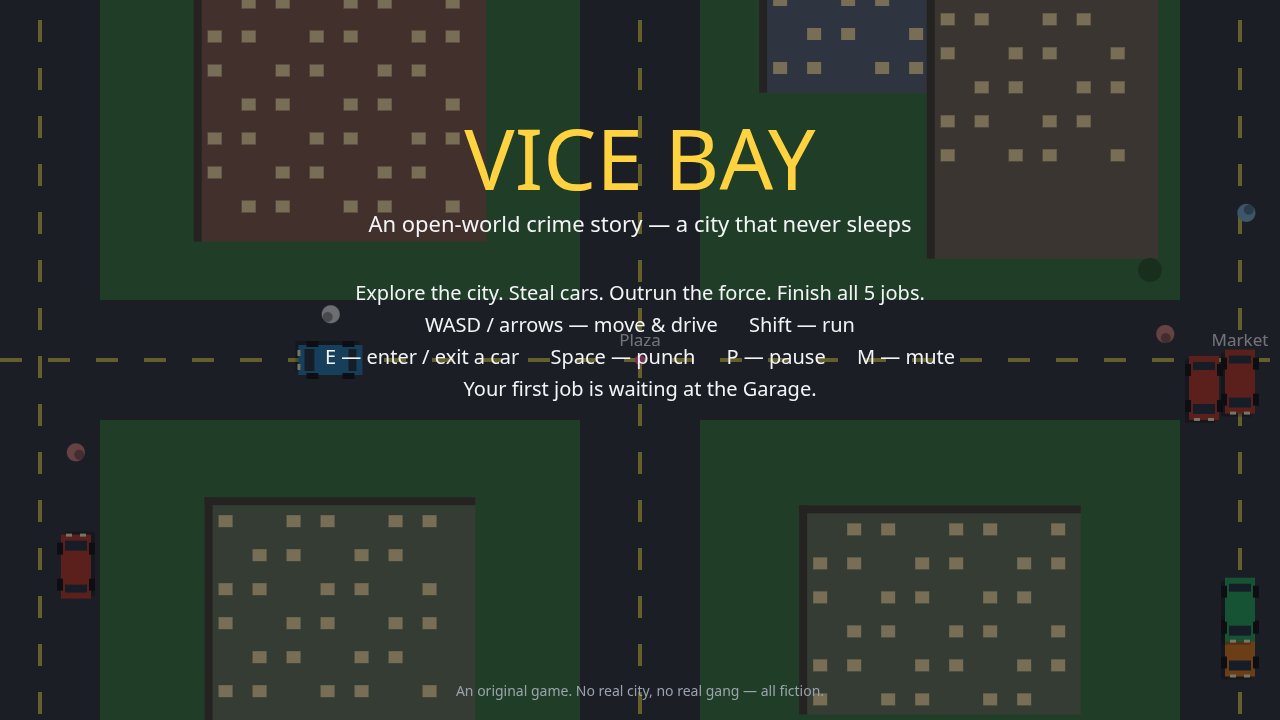 VICE BAY
An open-world crime story — a city that never sleeps
Explore the city. Steal cars. Outrun the force. Finish all 5 jobs.
WASD / arrows — move & drive Shift — run
Plaza
Market
E — enter / exit a car Space — punch P — pause M — mute
Your first job is waiting at the Garage.
An original game. No real city, no real gang — all fiction.